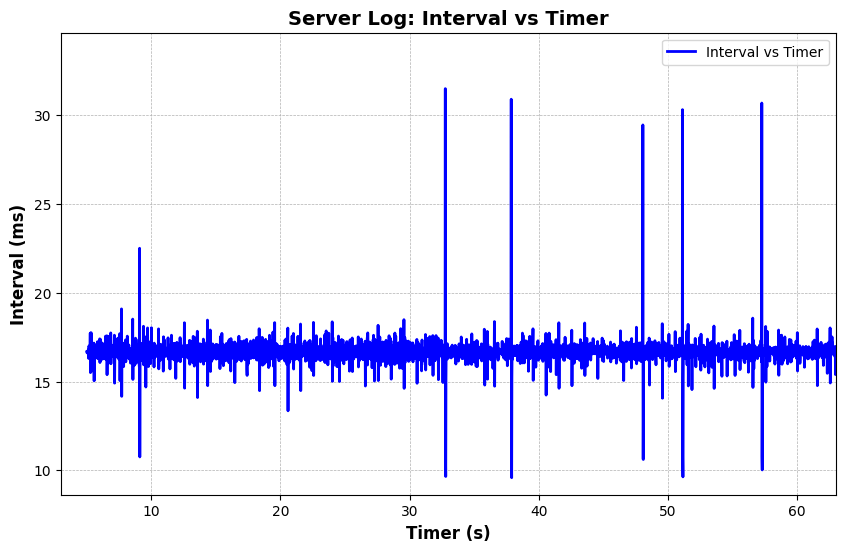 Server Log: Interval vs Timer
Interval vs Timer
Interval (ms)
30
25
20
15
10
10 20 30 40 50 60
Timer (s)